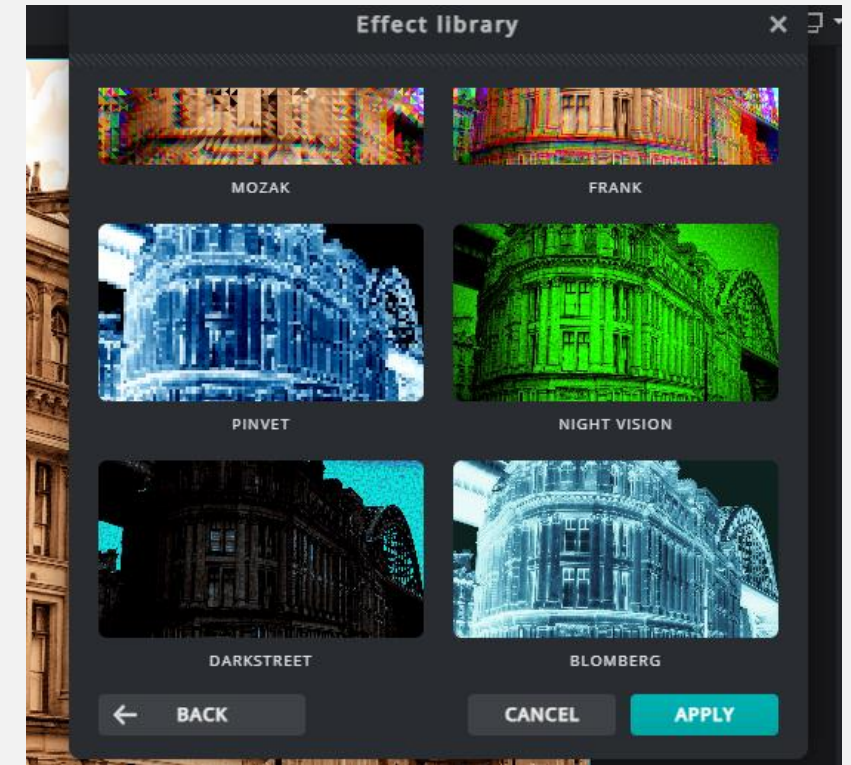 Effect library
MOZAK
FRANK
PINVET
NIGHT VISION
DARKSTREET
BLOMBERG
BACK
CANCEL
APPLY